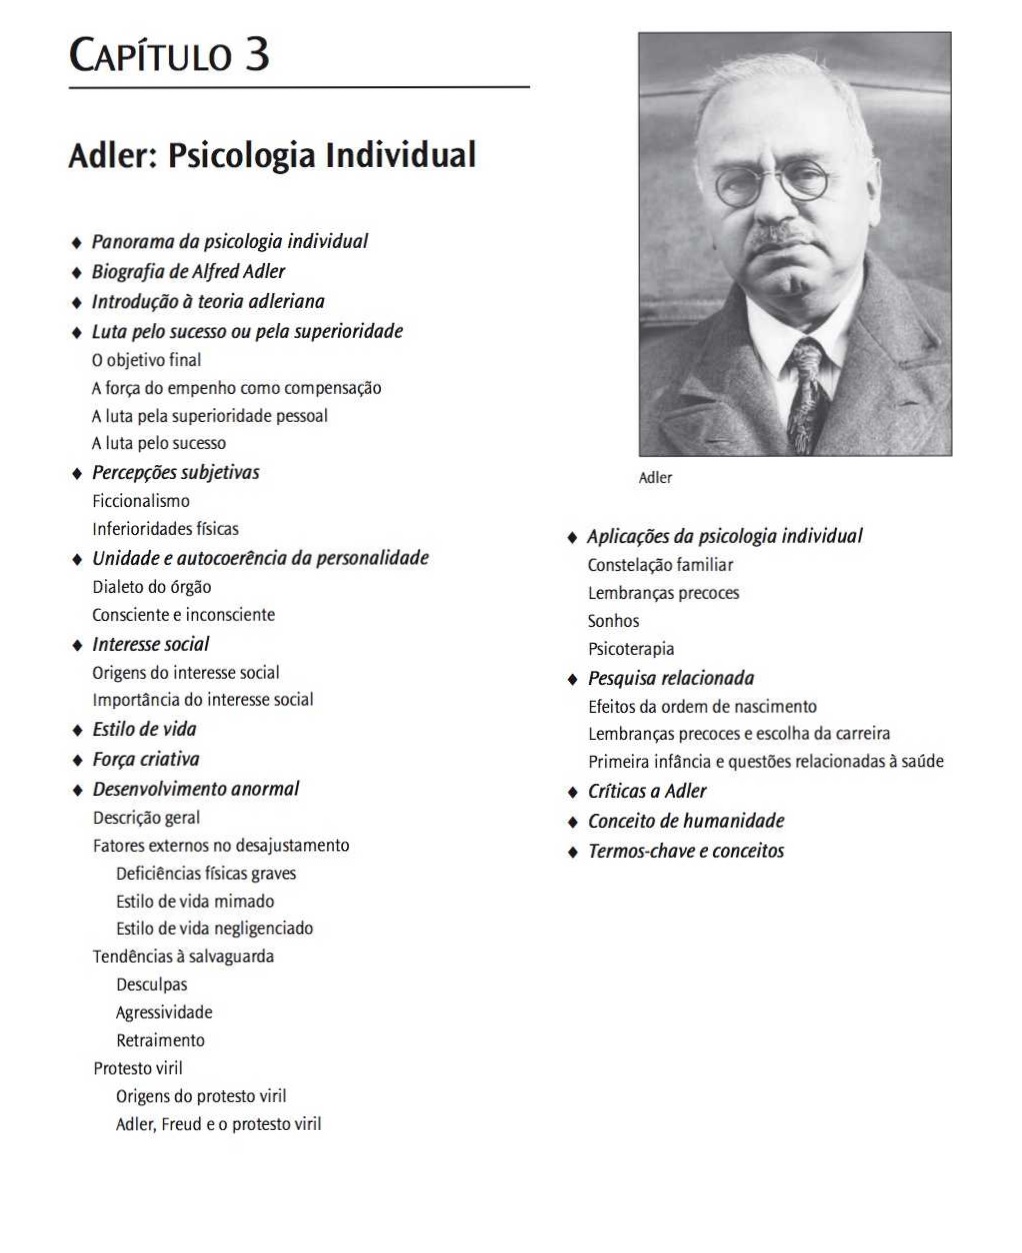 CAPÍTULO 3
Adler: Psicologia Individual
♦ Panorama da psicologia individual
♦ Biografia de Alfred Adler
♦ Introdução à teoria adleriana
♦ Luta pelo sucesso ou pela superioridade
O objetivo final
A força do empenho como compensação
A luta pela superioridade pessoal
A luta pelo sucesso
♦ Percepções subjetivas
Ficcionalismo
Inferioridades físicas
♦ Unidade e autocoerência da personalidade
Dialeto do órgão
Consciente e inconsciente
♦ Interesse social
Origens do interesse social
Importância do interesse social
♦ Estilo de vida
♦ Força criativa
♦ Desenvolvimento anormal
Descrição geral
Fatores externos no desajustamento
Deficiências físicas graves
Estilo de vida mimado
Estilo de vida negligenciado
Tendências à salvaguarda
Desculpas
Agressividade
Retraimento
Protesto viril
Origens do protesto viril
Adler, Freud e o protesto viril
Adler
♦ Aplicações da psicologia individual
Constelação familiar
Lembranças precoces
Sonhos
Psicoterapia
♦ Pesquisa relacionada
Efeitos da ordem de nascimento
Lembranças precoces e escolha da carreira
Primeira infância e questões relacionadas à saúde
♦ Críticas a Adler
♦ Conceito de humanidade
♦ Termos-chave e conceitos